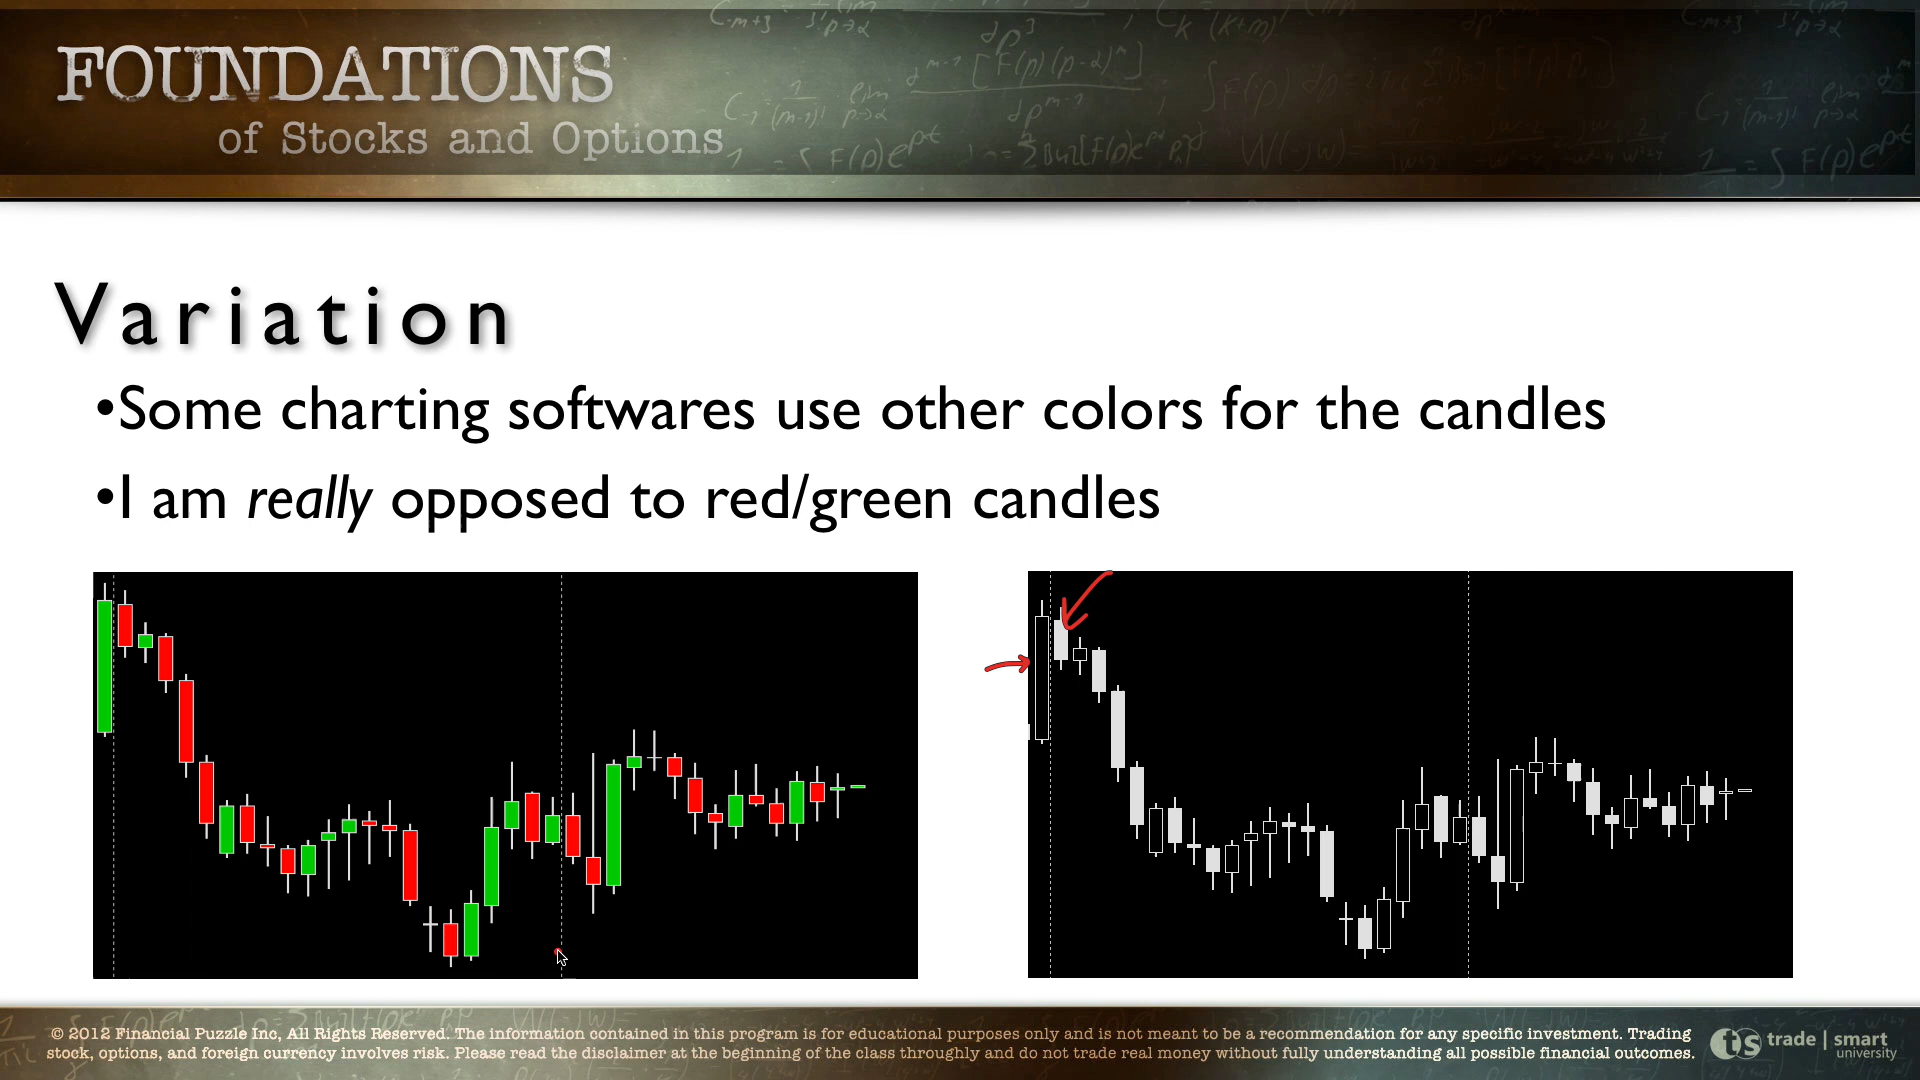 FOUNDATIONS
of Stocks and Options
Variation
•Some charting softwares use other colors for the candles
•I am really opposed to red/green candles
© 2012 Financial Puzzle Inc, All Rights Reserved. The information contained in this program is for educational purposes only and is not meant to be a recommendation for any specific investment. Trading
stock, options, and foreign currency involves risk. Please read the disclaimer at the beginning of the class throughly and do not trade real money without fully understanding all possible financial outcomes.
ts trade | smart
university